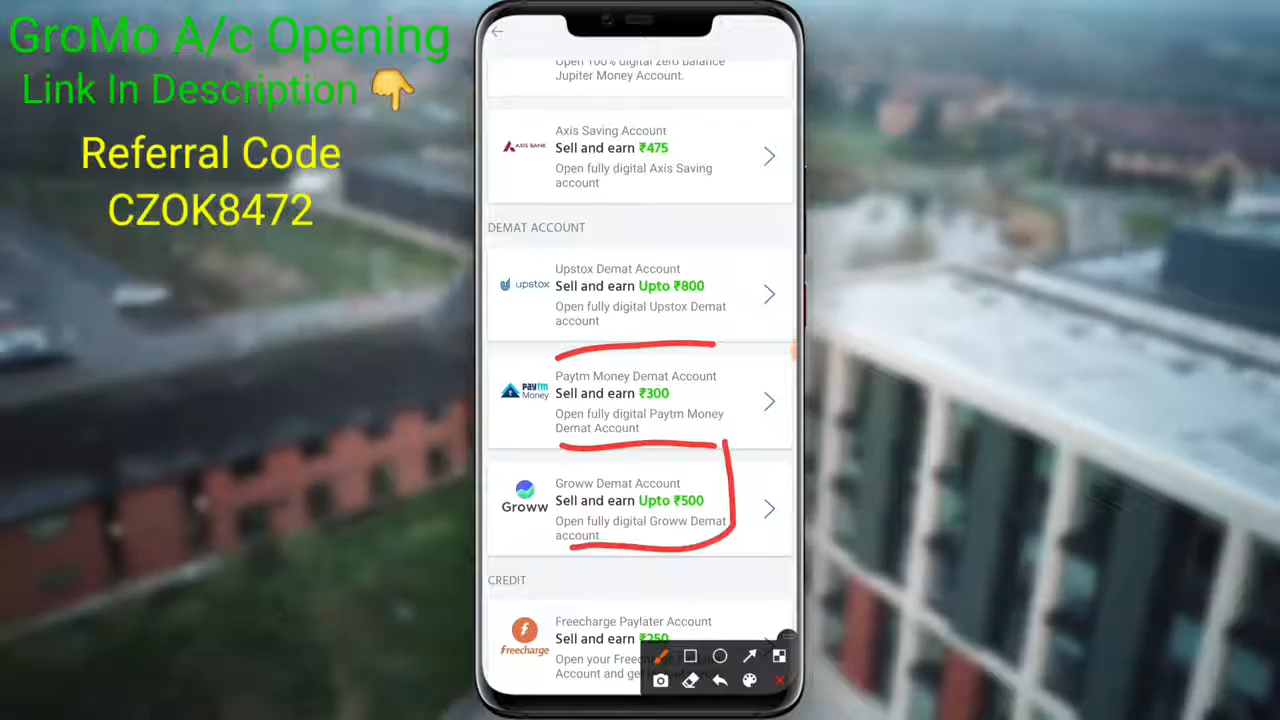 GroMo A/c Opening
Link In Description 👇
Referral Code
CZOK8472
Open 100% digital zero balance
Jupiter Money Account.
AXIS BANK
Axis Saving Account
Sell and earn ₹475
Open fully digital Axis Saving
account
DEMAT ACCOUNT
upstox
Upstox Demat Account
Sell and earn Upto ₹800
Open fully digital Upstox Demat
account
paytm
Money
Paytm Money Demat Account
Sell and earn ₹300
Open fully digital Paytm Money
Demat Account
Groww
Groww Demat Account
Sell and earn Upto ₹500
Open fully digital Groww Demat
account
CREDIT
freecharge
Freecharge Paylater Account
Sell and earn ₹250
Open your
Account and